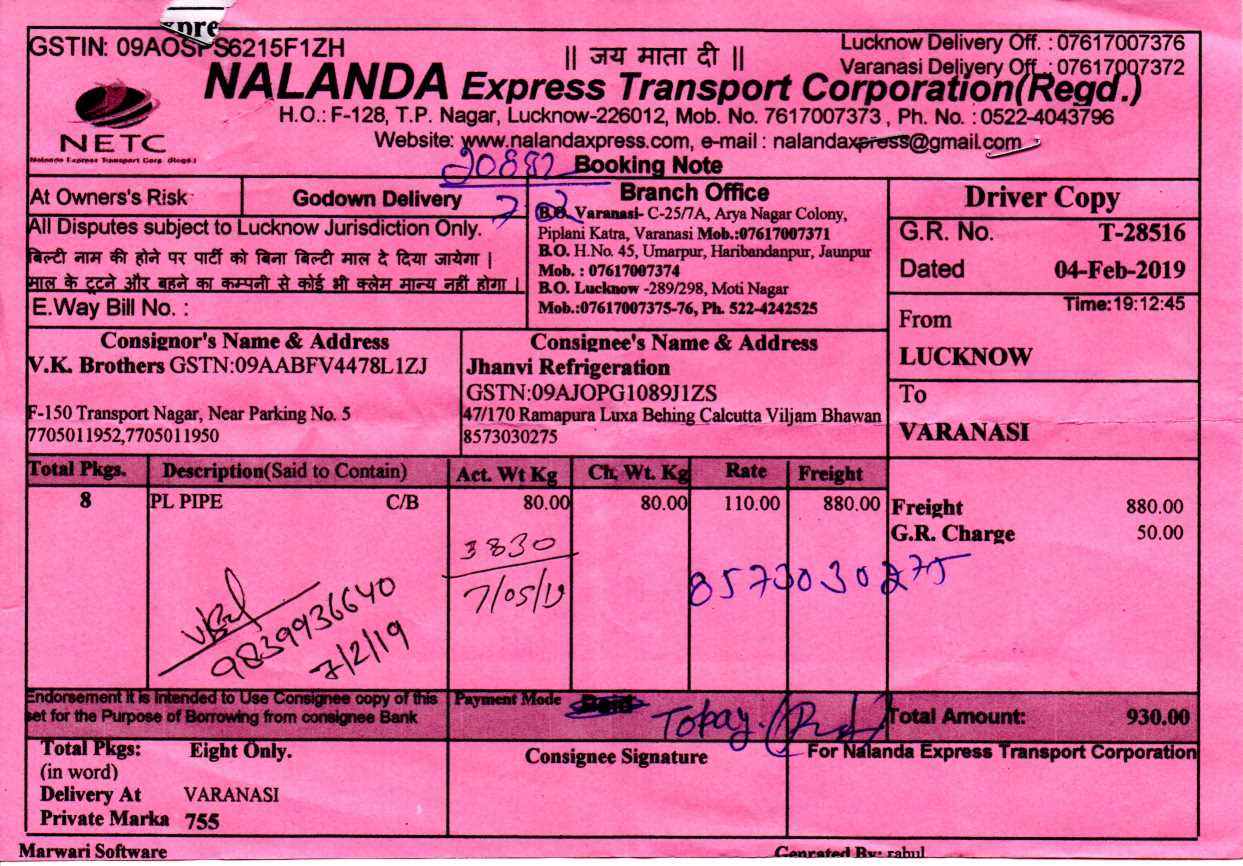 xpre
GSTIN: 09AOSPS6215F1ZH
|| जय माता दी ||
Lucknow Delivery Off. : 07617007376
Varanasi Delivery Off. : 07617007372
NALANDA Express Transport Corporation(Regd.)
H.O.: F-128, T.P. Nagar, Lucknow-226012, Mob. No. 7617007373 , Ph. No. : 0522-4043796
NETC
Nalanda Express Transport Corp. (Regd.)
Website: www.nalandaxpress.com, e-mail : nalandaxpress@gmail.com
20882 Booking Note
At Owners's Risk
Godown Delivery
All Disputes subject to Lucknow Jurisdiction Only.
बिल्टी नाम की होने पर पार्टी को बिना बिल्टी माल दे दिया जायेगा |
माल के टूटने और बहने का कम्पनी से कोई भी क्लेम मान्य नहीं होगा |
E.Way Bill No. :
Branch Office
B.O. Varanasi- C-25/7A, Arya Nagar Colony,
Piplani Katra, Varanasi Mob.:07617007371
B.O. H.No. 45, Umarpur, Haribandanpur, Jaunpur
Mob. : 07617007374
B.O. Lucknow -289/298, Moti Nagar
Mob.:07617007375-76, Ph. 522-4242525
Driver Copy
G.R. No. T-28516
Dated 04-Feb-2019
Time: 19:12:45
From
LUCKNOW
To
VARANASI
Consignor's Name & Address
V.K. Brothers GSTN:09AABFV4478L1ZJ
F-150 Transport Nagar, Near Parking No. 5
7705011952,7705011950
Consignee's Name & Address
Jhanvi Refrigeration
GSTN:09AJOPG1089J1ZS
47/170 Ramapura Luxa Behing Calcutta Viljam Bhawan
8573030275
Total Pkgs. Description(Said to Contain) Act. Wt Kg Ch. Wt. Kg Rate Freight
8 PL PIPE C/B 80.00 80.00 110.00 880.00
Freight 880.00
G.R. Charge 50.00
3830
7/05/19
8573030275
9839936640
7/2/19
Endorsement it is Intended to Use Consignee copy of this
set for the Purpose of Borrowing from consignee Bank
Payment Mode Paid
Topay.
Total Amount: 930.00
Total Pkgs: Eight Only.
(in word)
Delivery At VARANASI
Private Marka 755
Consignee Signature
For Nalanda Express Transport Corporation
Marwari Software
Genrated By: rahul